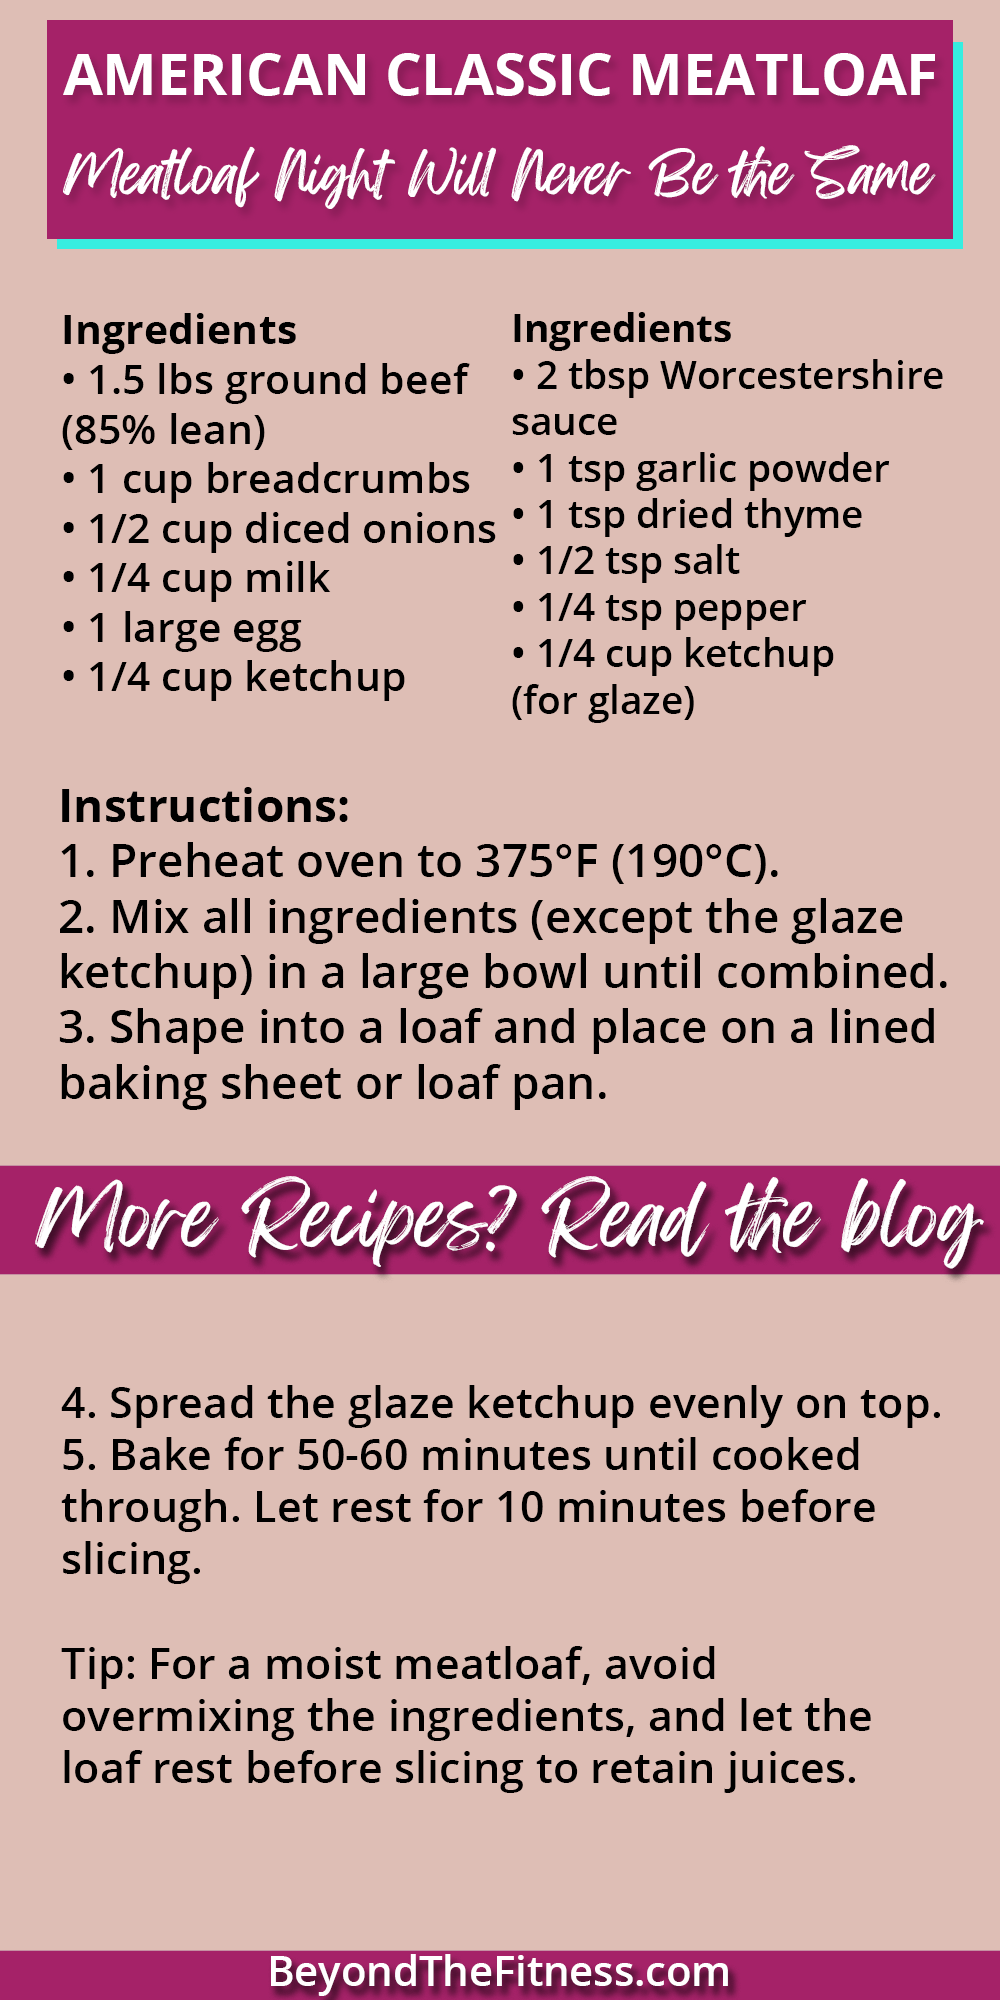 AMERICAN CLASSIC MEATLOAF
Meatloaf Night Will Never Be the Same
Ingredients
• 1.5 lbs ground beef
(85% lean)
• 1 cup breadcrumbs
• 1/2 cup diced onions
• 1/4 cup milk
• 1 large egg
• 1/4 cup ketchup
Ingredients
• 2 tbsp Worcestershire
sauce
• 1 tsp garlic powder
• 1 tsp dried thyme
• 1/2 tsp salt
• 1/4 tsp pepper
• 1/4 cup ketchup
(for glaze)
Instructions:
1. Preheat oven to 375°F (190°C).
2. Mix all ingredients (except the glaze
ketchup) in a large bowl until combined.
3. Shape into a loaf and place on a lined
baking sheet or loaf pan.
More Recipes? Read the blog
4. Spread the glaze ketchup evenly on top.
5. Bake for 50-60 minutes until cooked
through. Let rest for 10 minutes before
slicing.
Tip: For a moist meatloaf, avoid
overmixing the ingredients, and let the
loaf rest before slicing to retain juices.
BeyondTheFitness.com